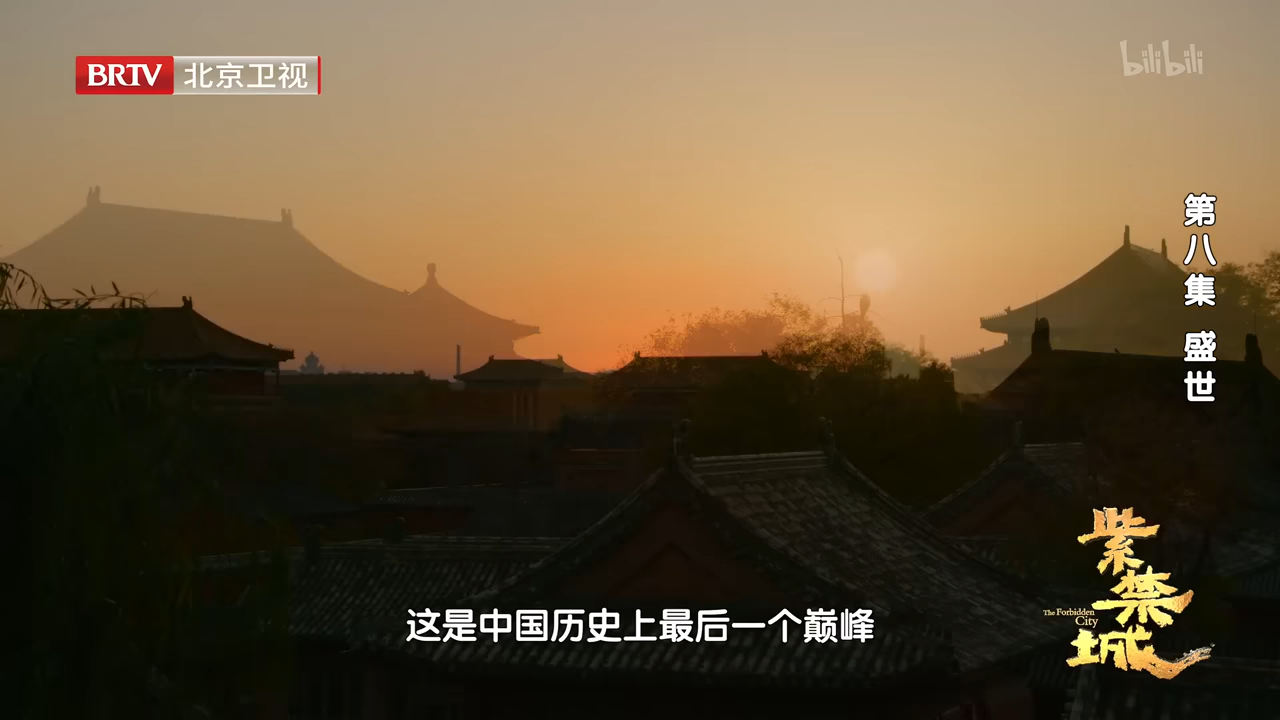 BRTV 北京卫视
bilibili
第八集 盛世
紫禁城
The Forbidden
City
这是中国历史上最后一个巅峰